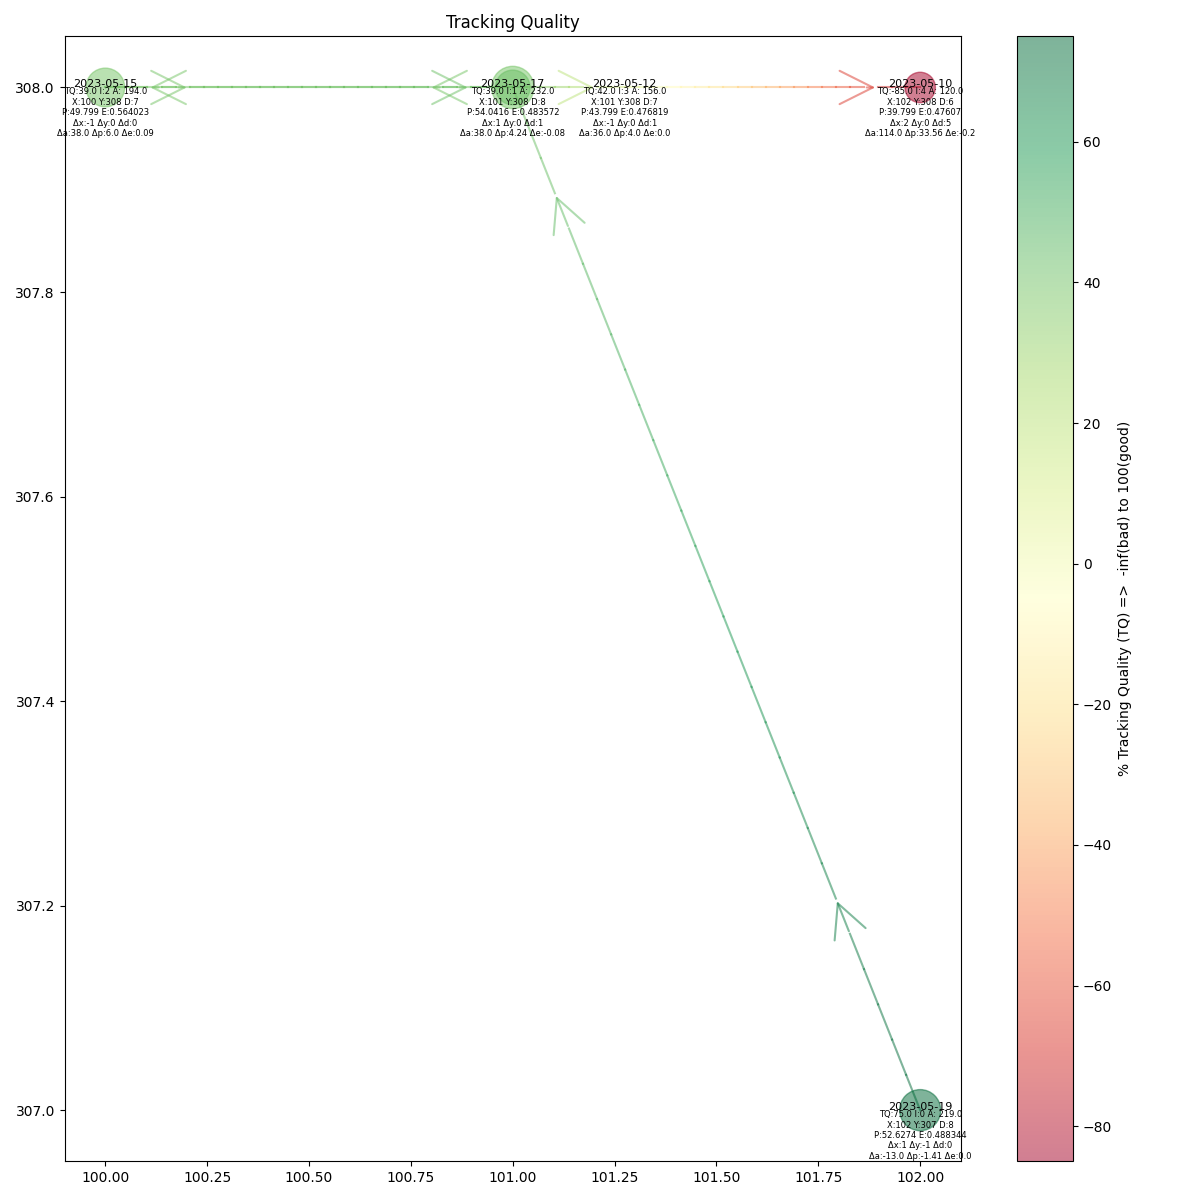 Tracking Quality
308.0
307.8
307.6
307.4
307.2
307.0
2023-05-15
TQ:39.0 I:2 A: 194.0
X:100 Y:308 D:7
P:49.799 E:0.564023
Δx:-1 Δy:0 Δd:0
Δa:38.0 Δp:6.0 Δe:0.09
2023-05-17
TQ:39.0 I:1 A: 232.0
X:101 Y:308 D:8
P:54.0416 E:0.483572
Δx:1 Δy:0 Δd:1
Δa:38.0 Δp:4.24 Δe:-0.08
2023-05-12
TQ:42.0 I:3 A: 156.0
X:101 Y:308 D:7
P:43.799 E:0.476819
Δx:-1 Δy:0 Δd:1
Δa:36.0 Δp:4.0 Δe:0.0
2023-05-10
TQ:-85.0 I:4 A: 120.0
X:102 Y:308 D:6
P:39.799 E:0.47607
Δx:2 Δy:0 Δd:5
Δa:114.0 Δp:33.56 Δe:-0.2
2023-05-19
TQ:75.0 I:0 A: 219.0
X:102 Y:307 D:8
P:52.6274 E:0.488344
Δx:1 Δy:-1 Δd:0
Δa:-13.0 Δp:-1.41 Δe:0.0
100.00
100.25
100.50
100.75
101.00
101.25
101.50
101.75
102.00
60
40
20
0
−20
−40
−60
−80
% Tracking Quality (TQ) => -inf(bad) to 100(good)